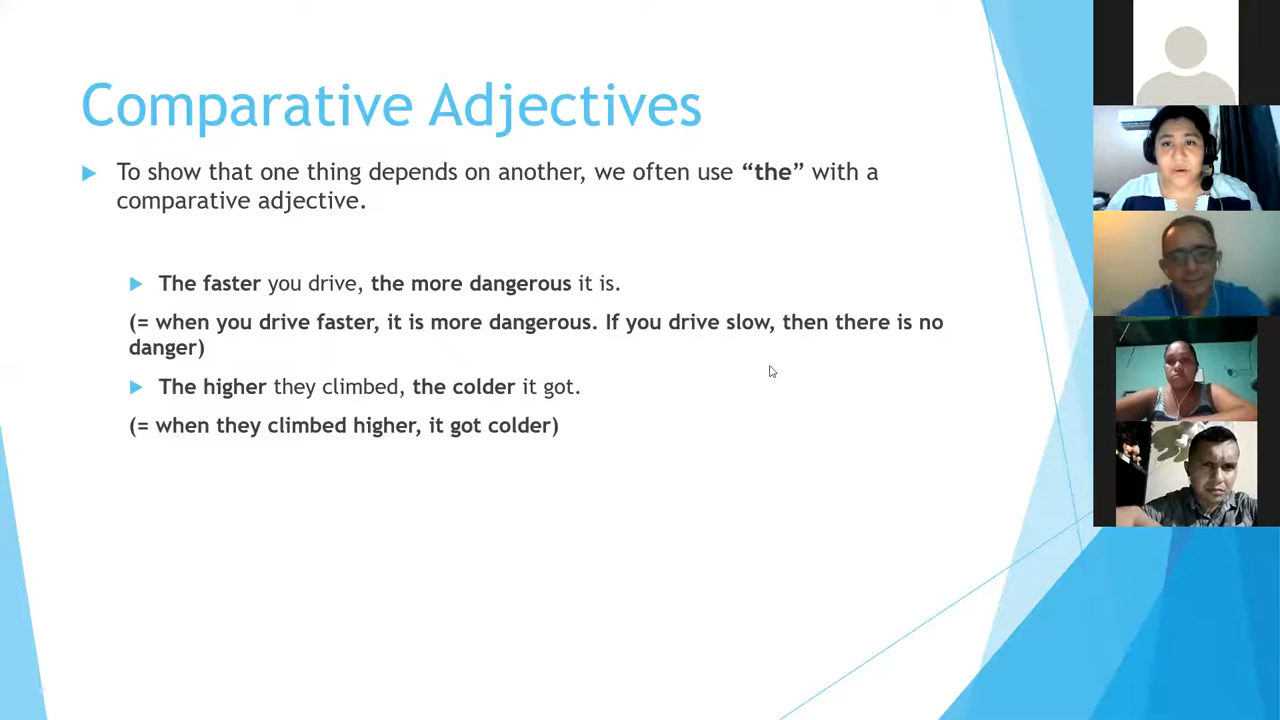 Comparative Adjectives
To show that one thing depends on another, we often use “the” with a
comparative adjective.
The faster you drive, the more dangerous it is.
(= when you drive faster, it is more dangerous. If you drive slow, then there is no
danger)
The higher they climbed, the colder it got.
(= when they climbed higher, it got colder)